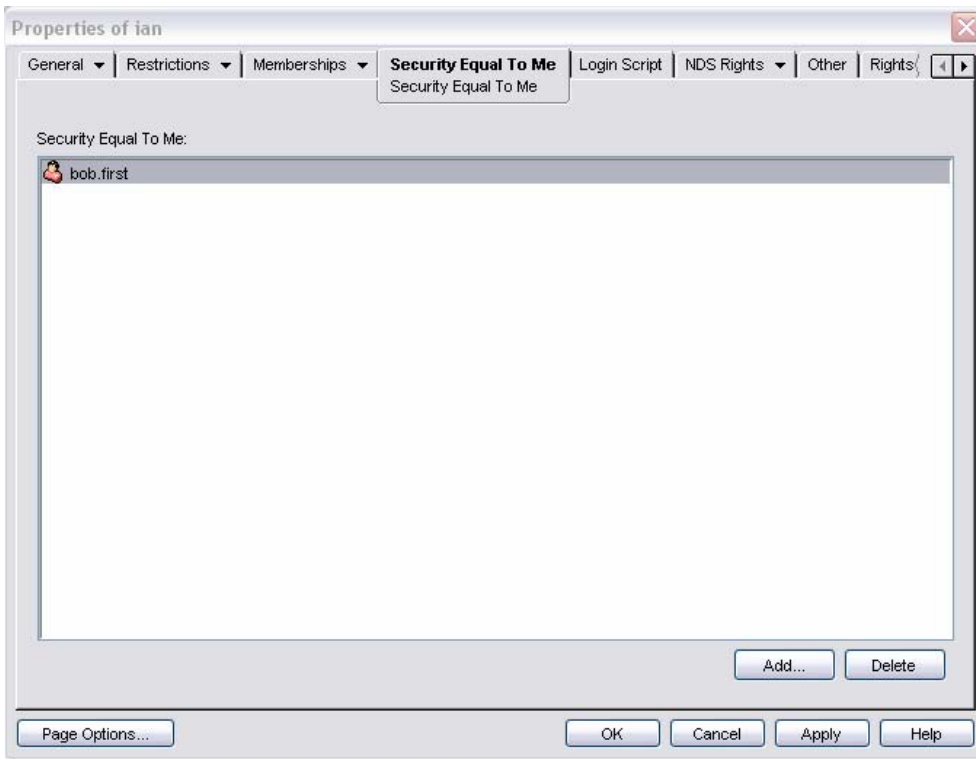 Properties of ian
General Restrictions Memberships Security Equal To Me Login Script NDS Rights Other Rights
Security Equal To Me
Security Equal To Me:
bob.first
Add... Delete
Page Options... OK Cancel Apply Help